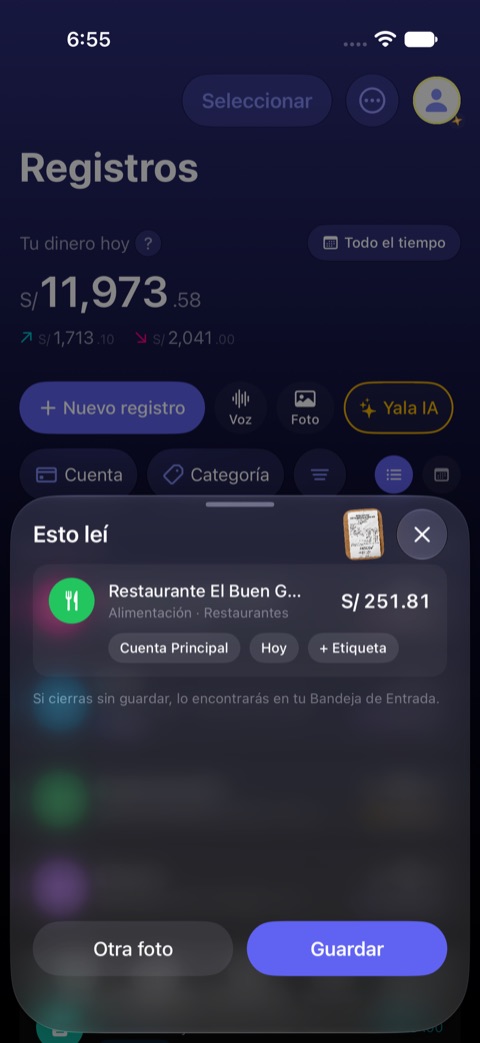 6:55
Seleccionar
Registros
Tu dinero hoy ?
Todo el tiempo
S/11,973.58
S/1,713.10 S/2,041.00
+ Nuevo registro
Voz
Foto
Yala IA
Cuenta
Categoría
Esto leí
Restaurante El Buen G...
S/ 251.81
Alimentación · Restaurantes
Cuenta Principal
Hoy
+ Etiqueta
Si cierras sin guardar, lo encontrarás en tu Bandeja de Entrada.
Otra foto
Guardar